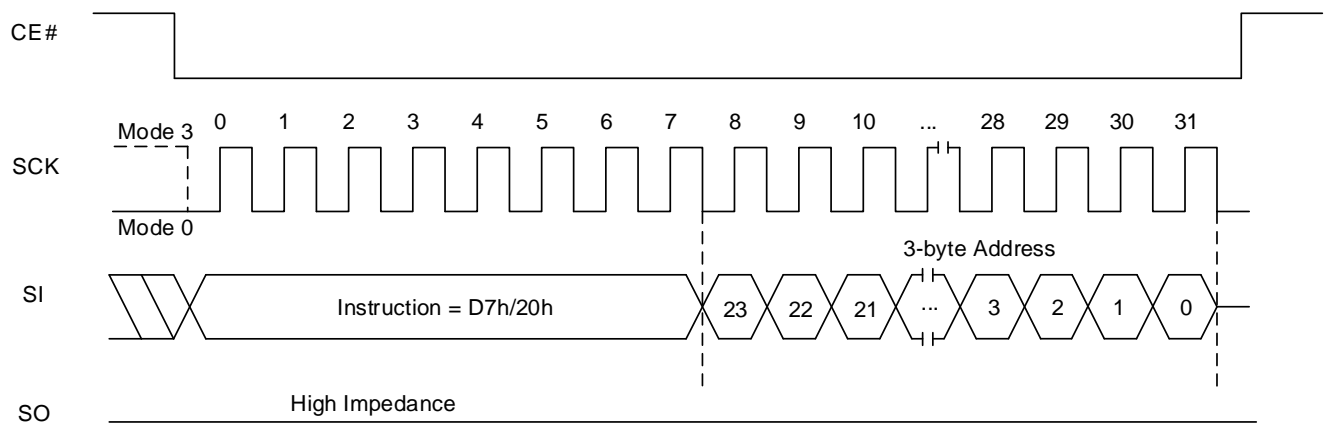 CE#
0 1 2 3 4 5 6 7 8 9 10 ... 28 29 30 31
Mode 3
SCK
Mode 0
3-byte Address
SI
Instruction = D7h/20h
23 22 21 ... 3 2 1 0
High Impedance
SO